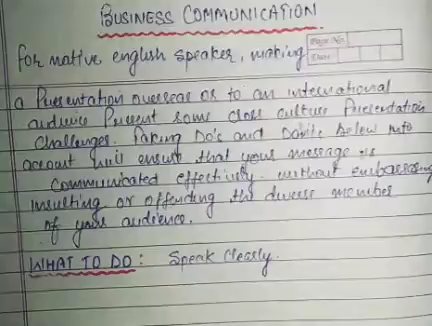 BUSINESS COMMUNICATION
Page No.
Date
for native english speaker, making
a Presentation overseas or to an international
audience Present some cross culture Presentation
challenges. Taking Do's and Don'ts below into
account will ensure that your message is
communicated effectively without embarassing
insulting or offending the diverse member
of your audience.
WHAT TO DO : Speak Clearly.